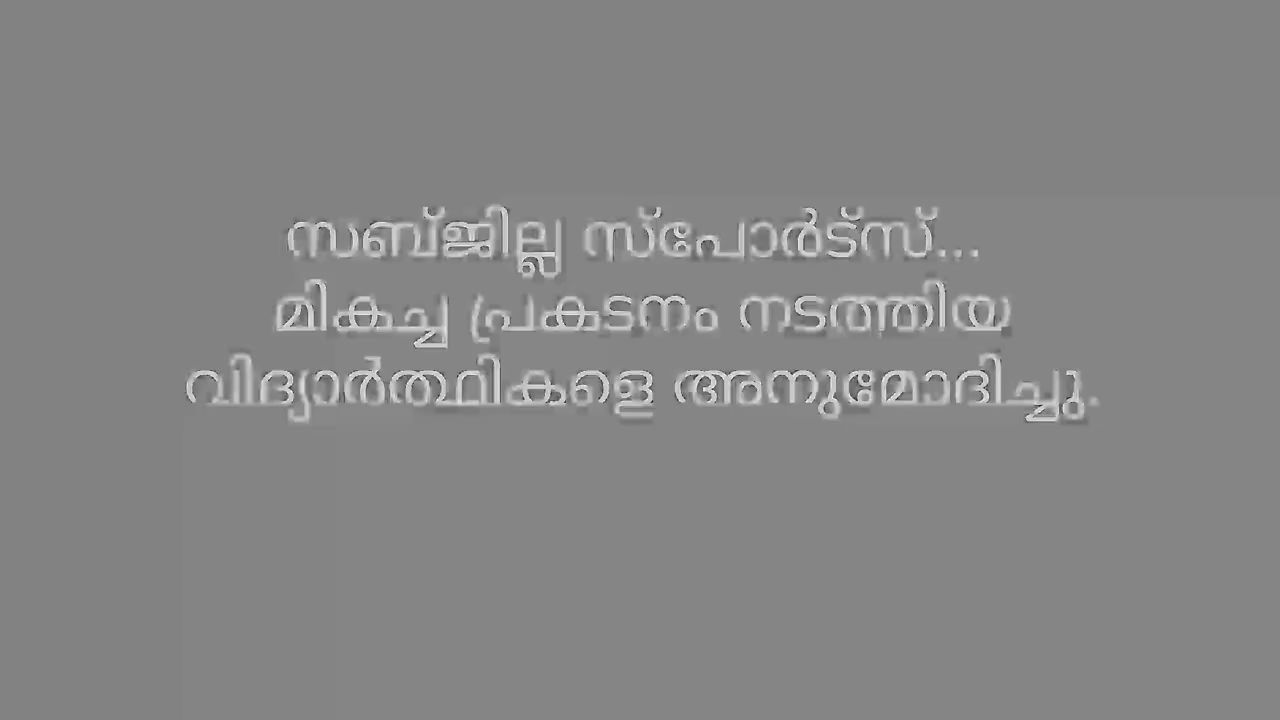 സബ്ജില്ല സ്പോർട്സ്...
മികച്ച പ്രകടനം നടത്തിയ
വിദ്യാർത്ഥികളെ അനുമോദിച്ചു.